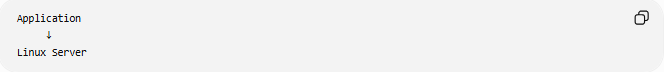 Application
↓
Linux Server